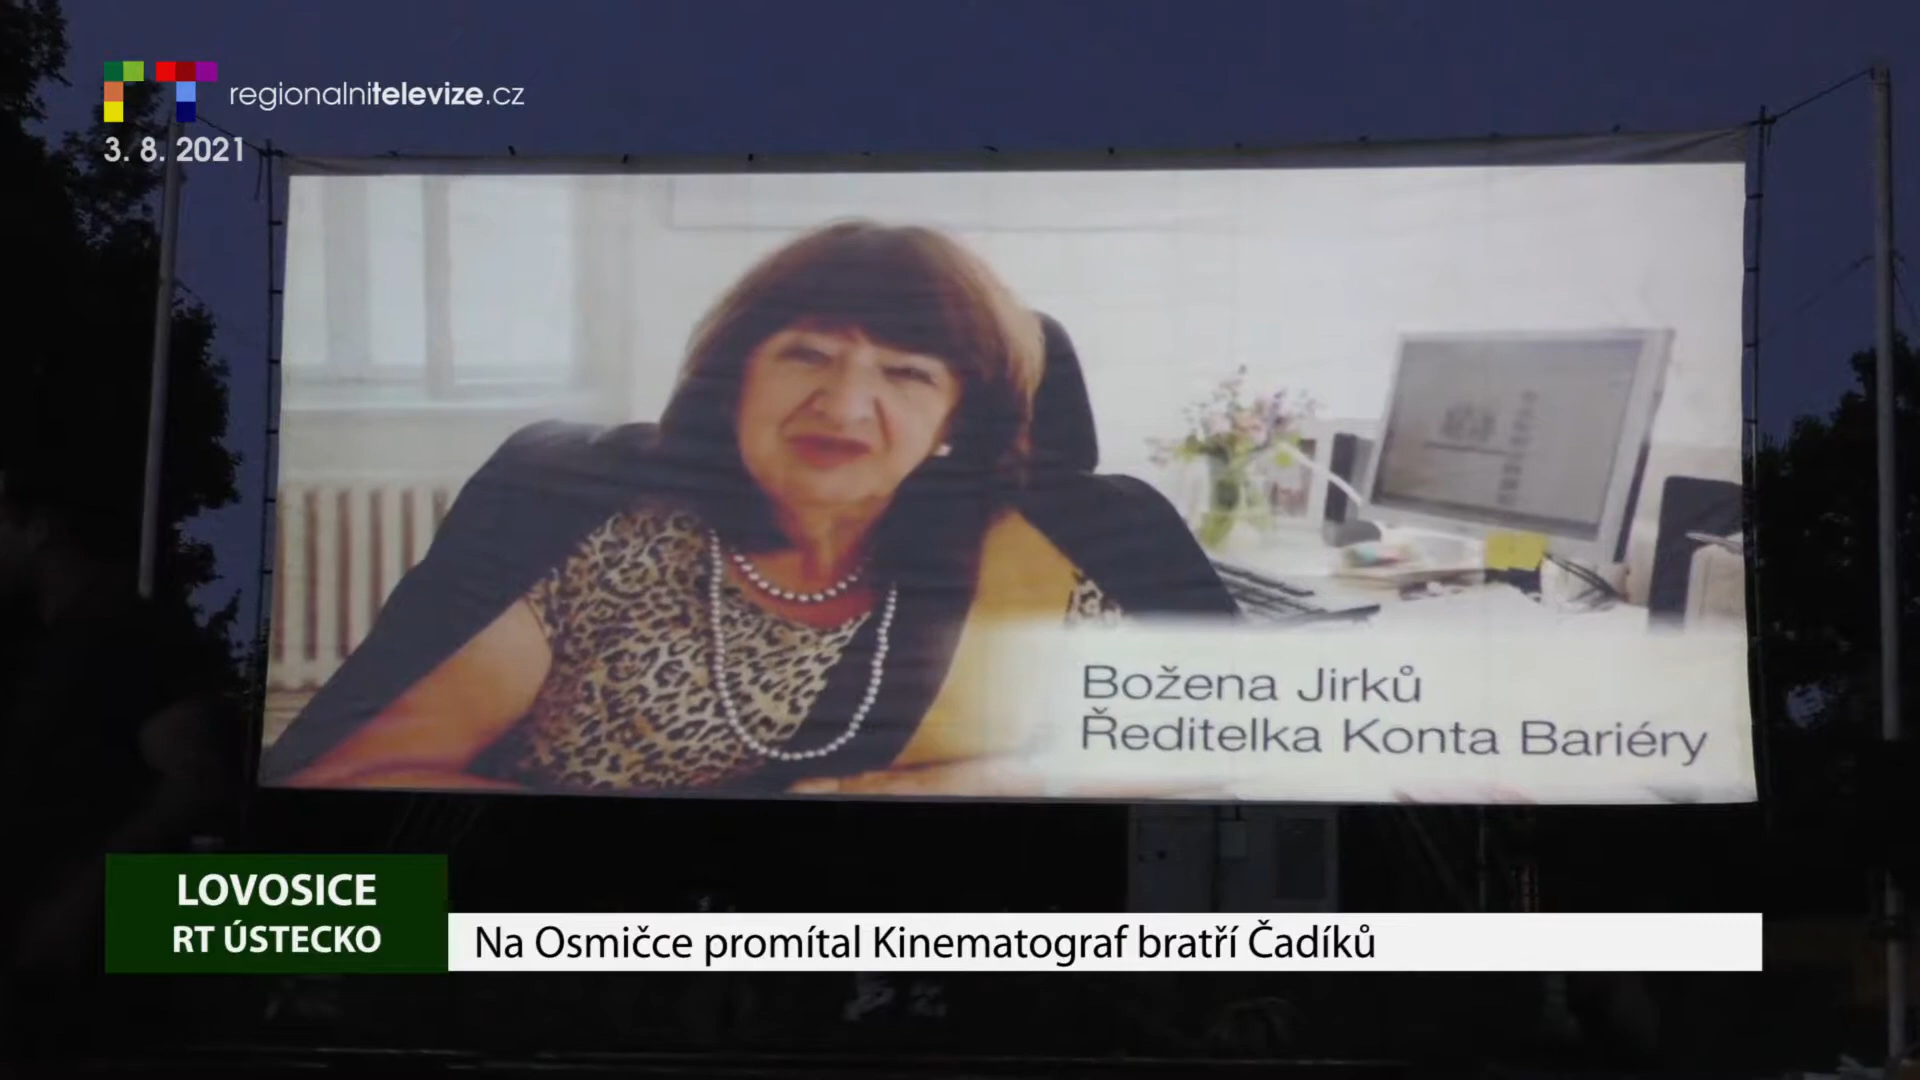 regionalnitelevize.cz
3. 8. 2021
Božena Jirků
Ředitelka Konta Bariéry
LOVOSICE
RT ÚSTECKO
Na Osmičce promítal Kinematograf bratří Čadíků